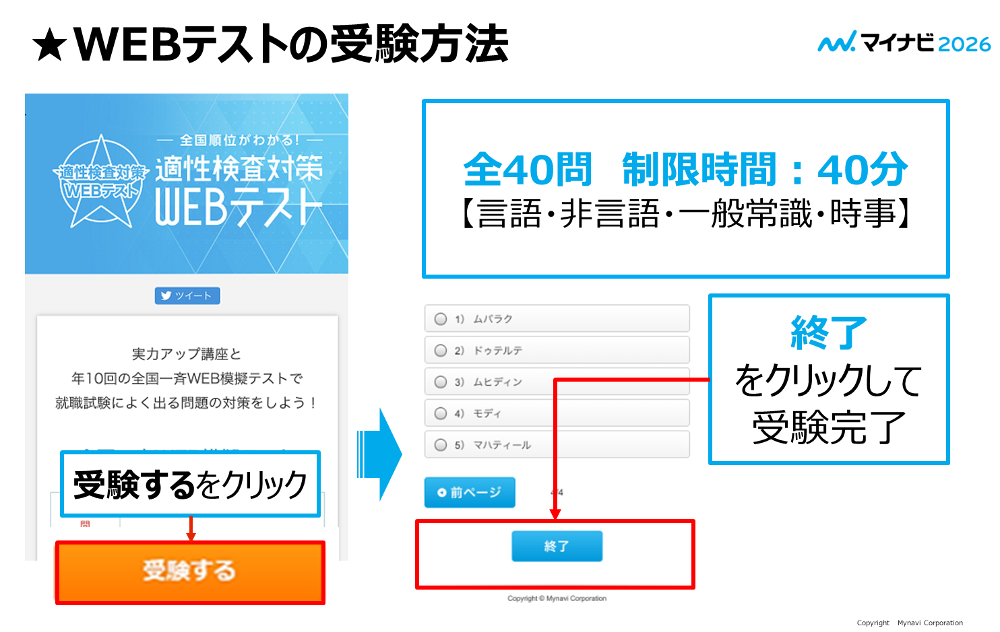 ★WEBテストの受験方法
マイナビ2026
全国順位がわかる!
適性検査対策
WEBテスト
適性検査対策
WEBテスト
ツイート
実力アップ講座と
年10回の全国一斉WEB模擬テストで
就職試験によく出る問題の対策をしよう！
受験するをクリック
問
受験する
全40問 制限時間：40分
【言語・非言語・一般常識・時事】
1) ムバラク
2) ドゥテルテ
3) ムヒディン
4) モディ
5) マハティール
前ページ
4/4
終了
終了
をクリックして
受験完了
Copyright © Mynavi Corporation
Copyright Mynavi Corporation